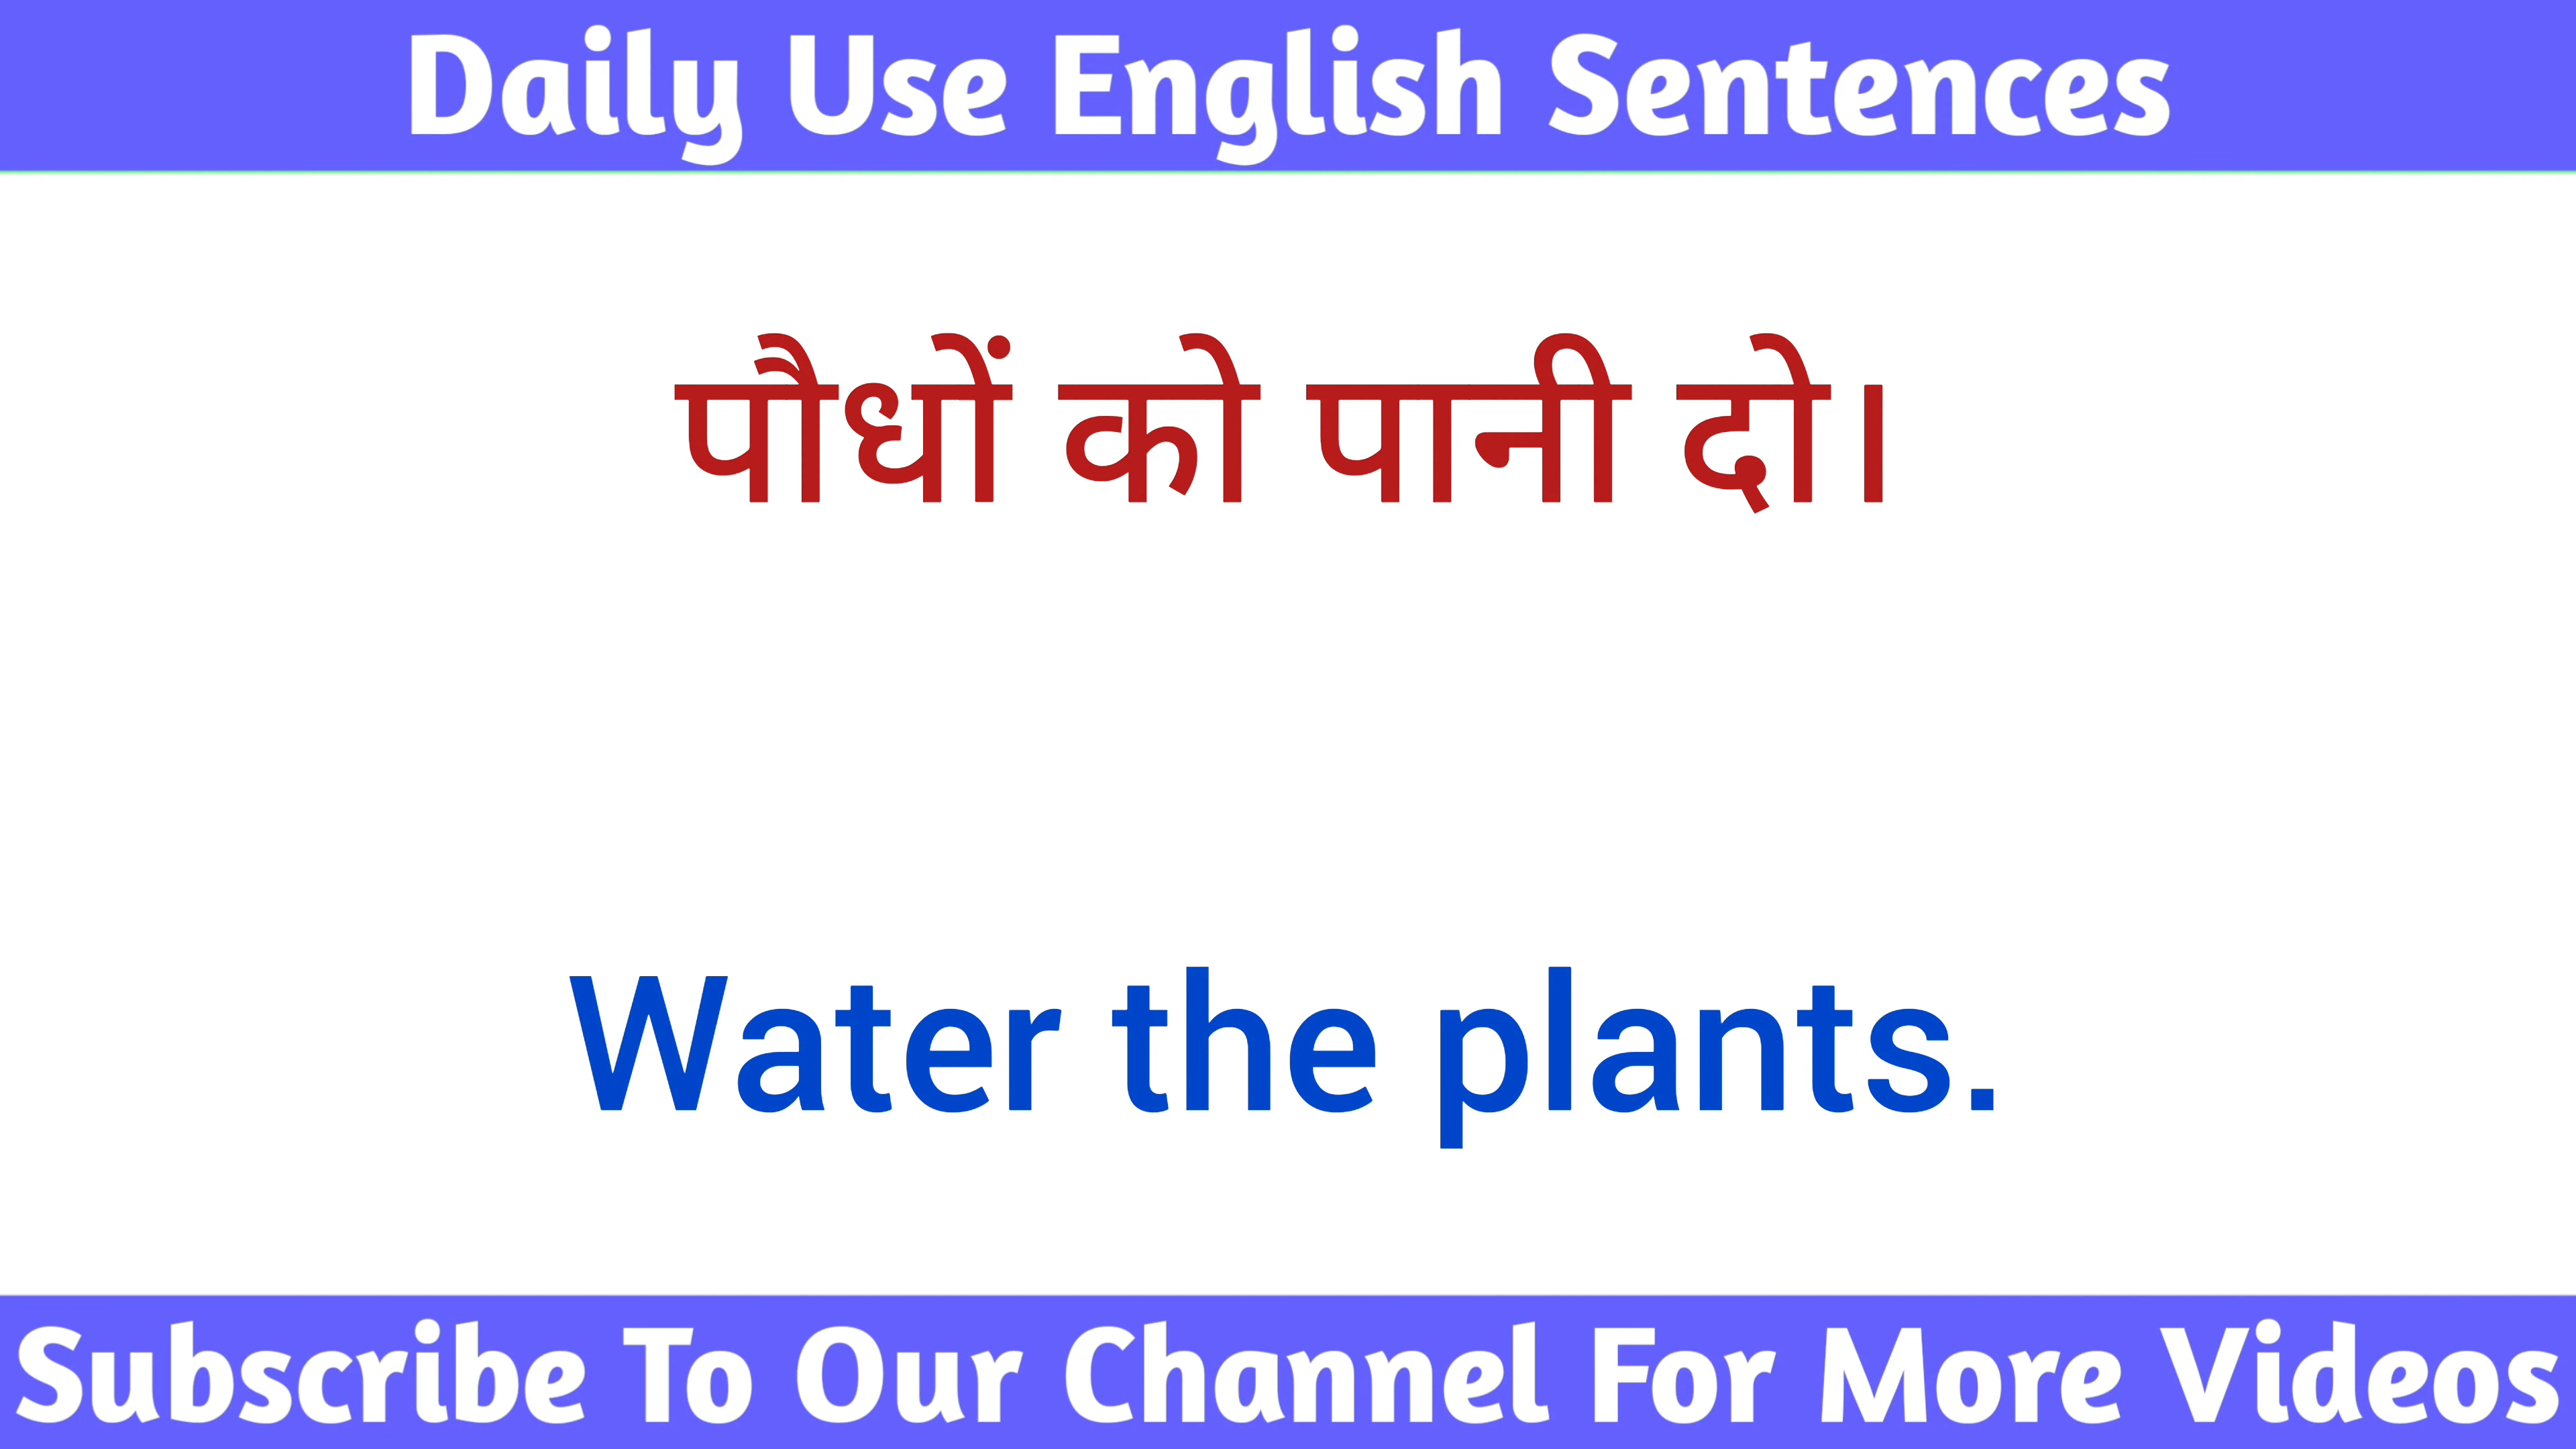 Daily Use English Sentences
पौधों को पानी दो।
Water the plants.
Subscribe To Our Channel For More Videos